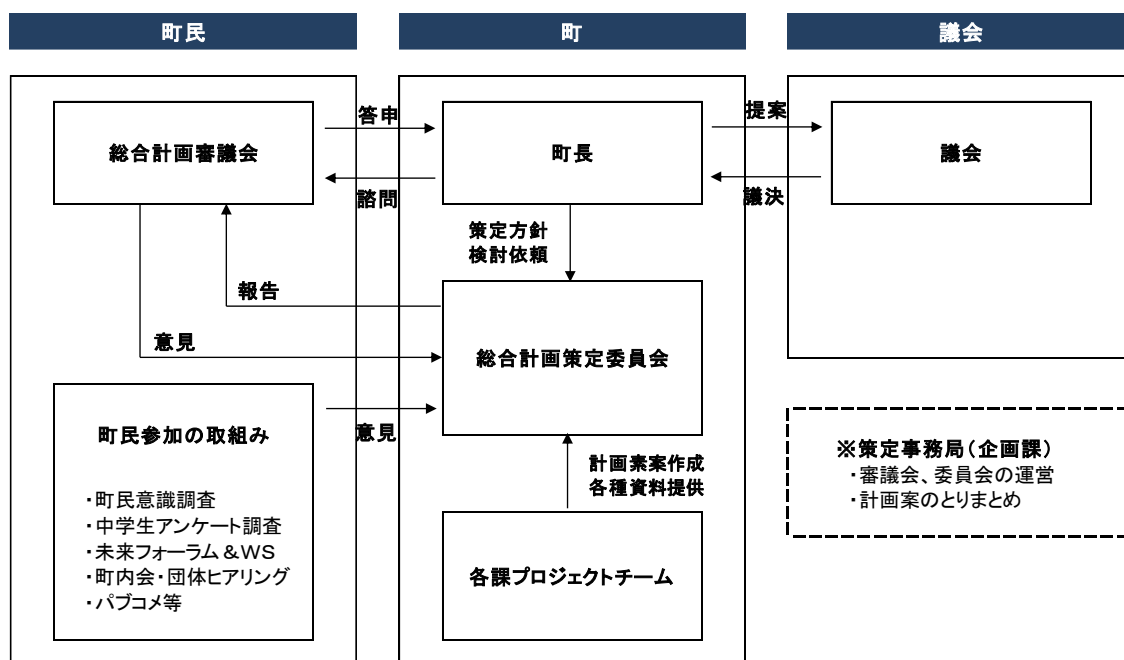 町民
町
議会
総合計画審議会
答申
諮問
町長
提案
議決
議会
策定方針
検討依頼
報告
意見
総合計画策定委員会
町民参加の取組み
・町民意識調査
・中学生アンケート調査
・未来フォーラム＆WS
・町内会・団体ヒアリング
・パブコメ等
意見
計画素案作成
各種資料提供
各課プロジェクトチーム
※策定事務局（企画課）
・審議会、委員会の運営
・計画案のとりまとめ